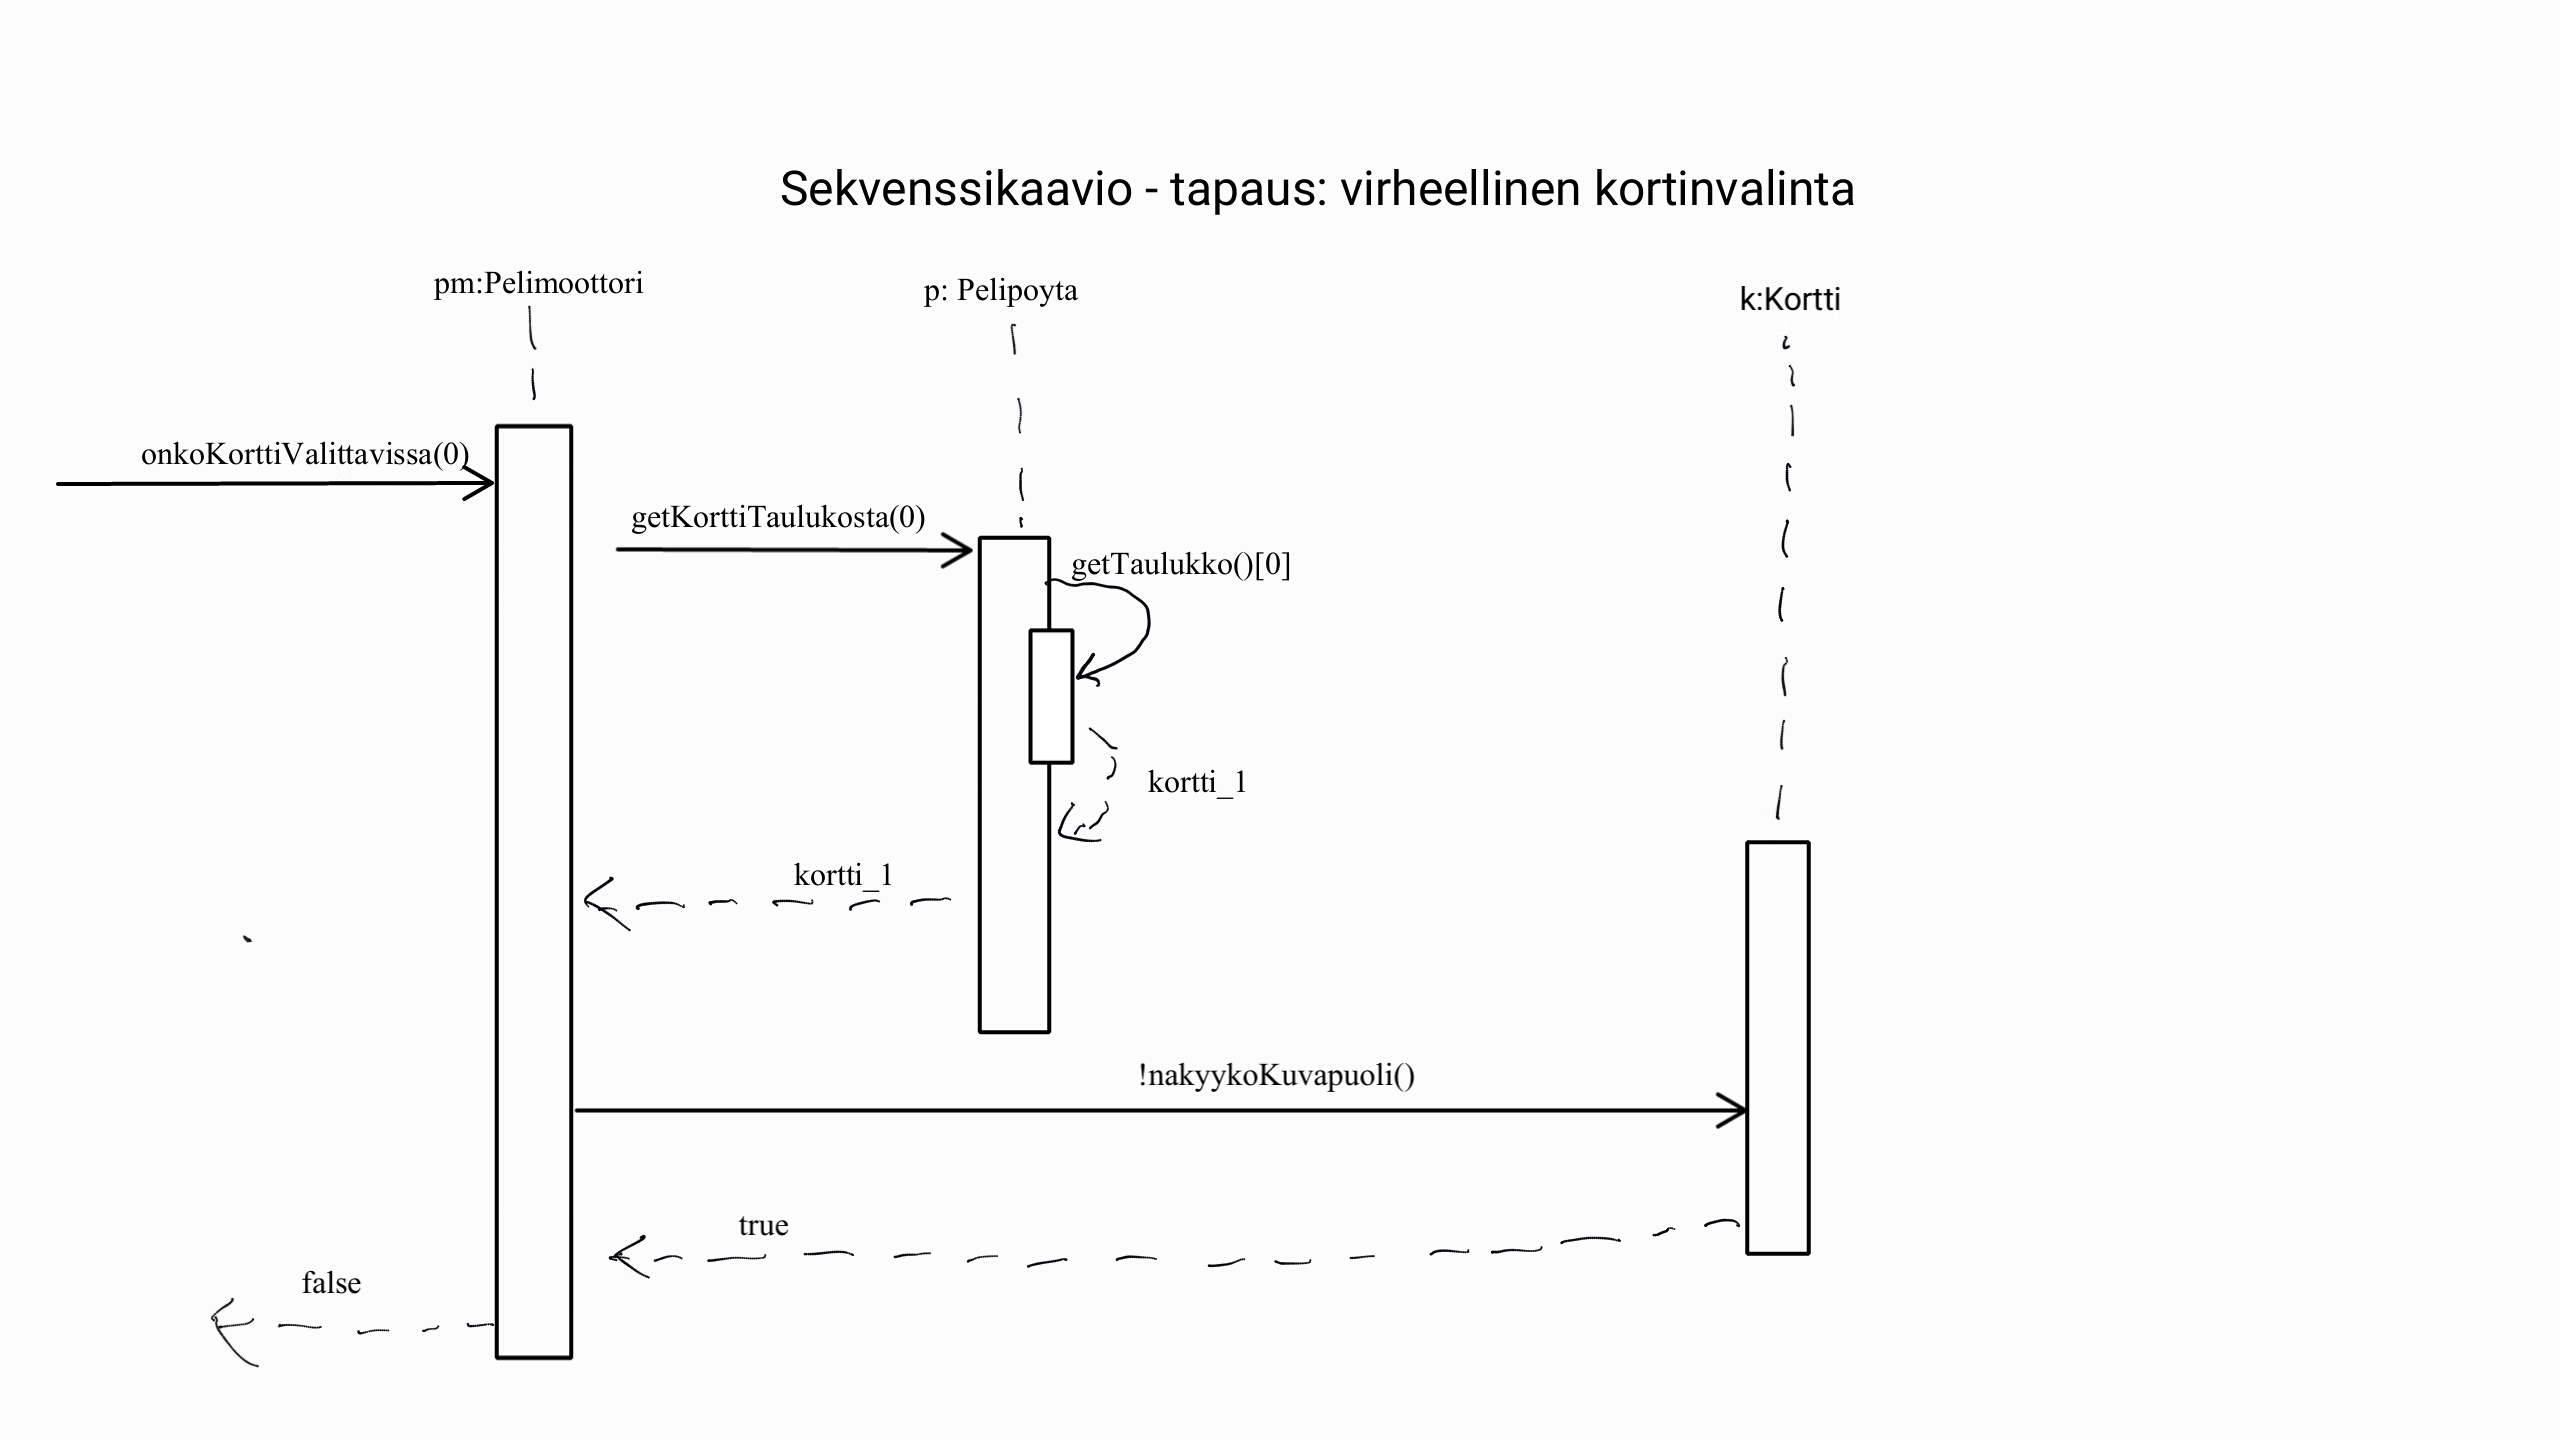 Sekvenssikaavio - tapaus: virheellinen kortinvalinta
pm:Pelimoottori
p: Pelipoyta
k:Kortti
onkoKorttiValittavissa(0)
getKorttiTaulukosta(0)
getTaulukko()[0]
kortti_1
kortti_1
!nakyykoKuvapuoli()
true
false